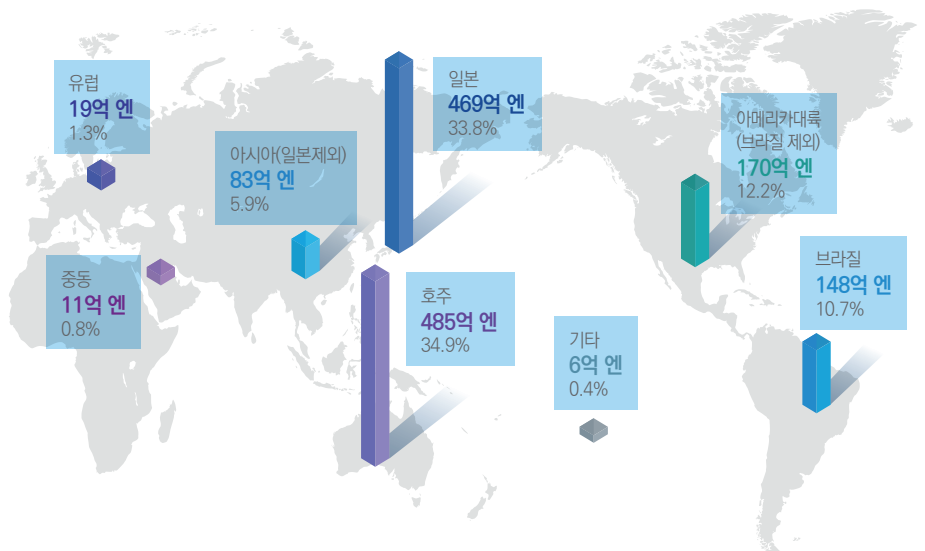 유럽
19억 엔
1.3%
아시아(일본제외)
83억 엔
5.9%
일본
469억 엔
33.8%
아메리카대륙
(브라질 제외)
170억 엔
12.2%
중동
11억 엔
0.8%
호주
485억 엔
34.9%
기타
6억 엔
0.4%
브라질
148억 엔
10.7%